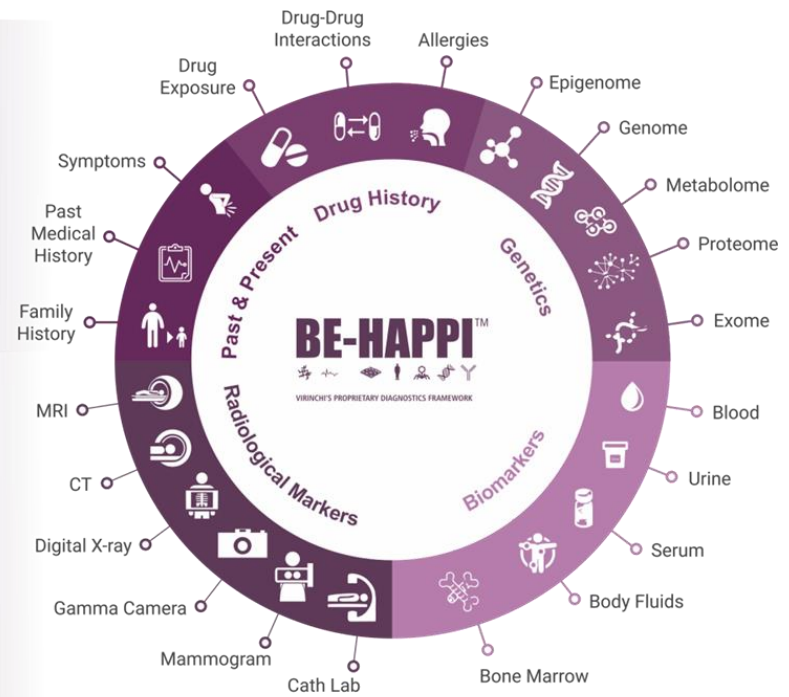 Drug-Drug
Interactions
Allergies
Drug
Exposure
Epigenome
Genome
Symptoms
Metabolome
Past
Medical
History
Proteome
Family
History
Exome
MRI
Blood
CT
Urine
Digital X-ray
Serum
Gamma Camera
Body Fluids
Mammogram
Bone Marrow
Cath Lab
Drug History
Past & Present
Genetics
BE-HAPPI™
VIRINCHI'S PROPRIETARY DIAGNOSTICS FRAMEWORK
Radiological Markers
Biomarkers